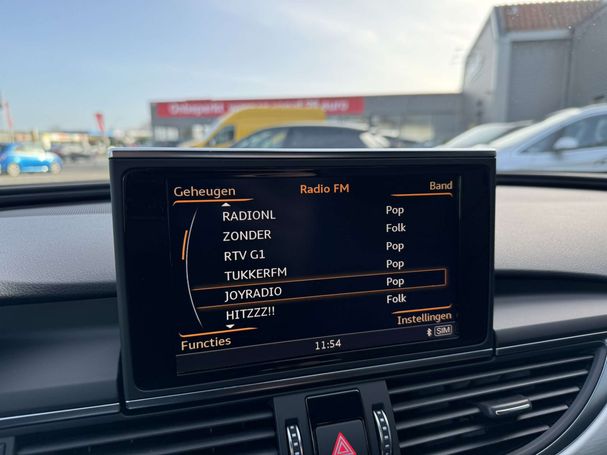 Onbeperkt
Geheugen Radio FM Band
RADIONL Pop
ZONDER Folk
RTV G1 Pop
TUKKERFM Pop
JOYRADIO Pop
HITZZZ!! Folk
Functies Instellingen
11:54 SIM